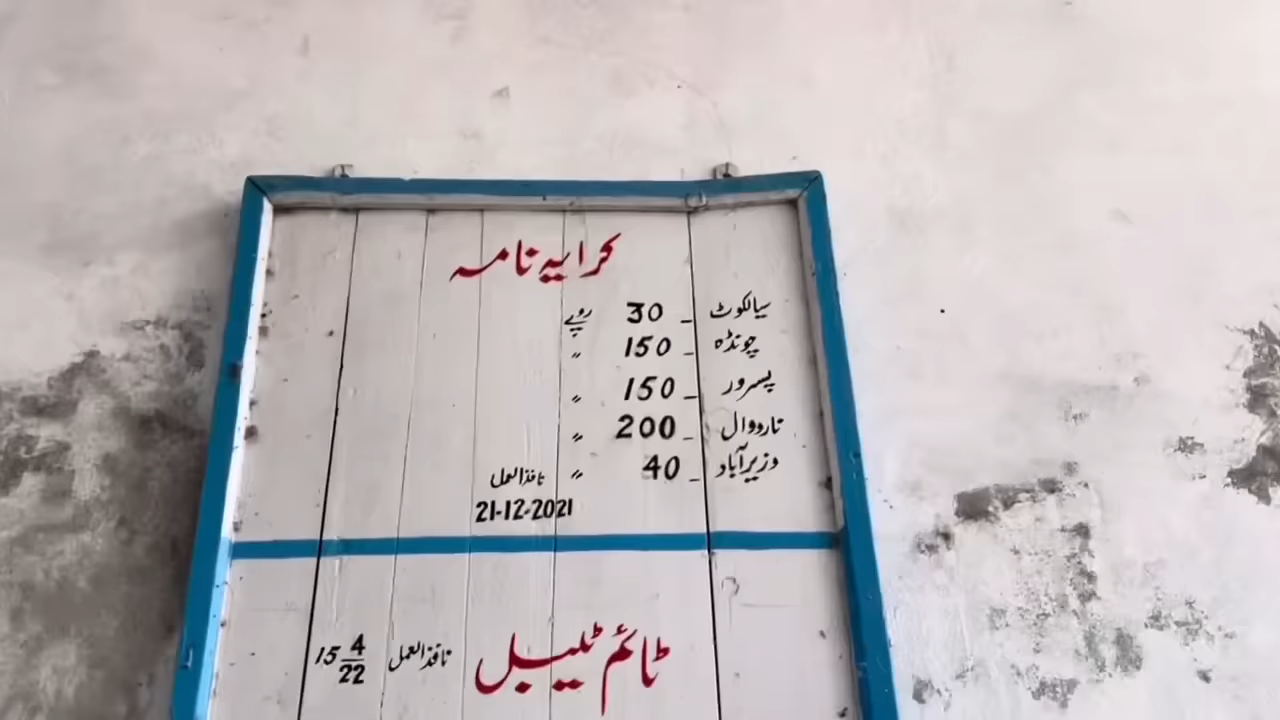 کرایہ نامہ
سیالکوٹ - 30 روپے
چونڈہ - 150 〃
پسرور - 150 〃
نارووال - 200 〃
وزیرآباد - 40 〃
نافذالعمل
21-12-2021
ٹائم ٹیبل نافذالعمل 15 4/22